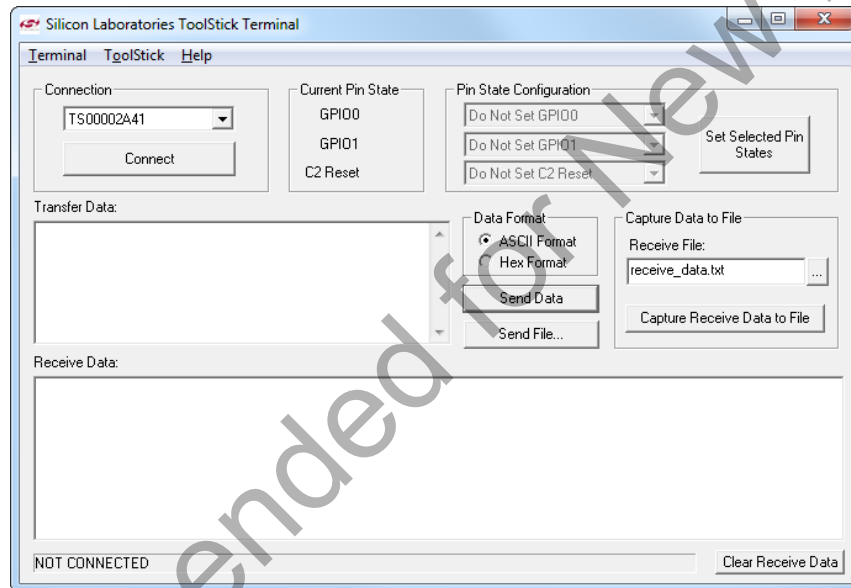 Silicon Laboratories ToolStick Terminal
Terminal ToolStick Help
Connection
TS00002A41
Connect
Current Pin State
GPIO0
GPIO1
C2 Reset
Pin State Configuration
Do Not Set GPIO0
Do Not Set GPIO1
Do Not Set C2 Reset
Set Selected Pin
States
Transfer Data:
Data Format
ASCII Format
Hex Format
Send Data
Send File...
Capture Data to File
Receive File:
receive_data.txt
...
Capture Receive Data to File
Receive Data:
NOT CONNECTED
Clear Receive Data
ended for New